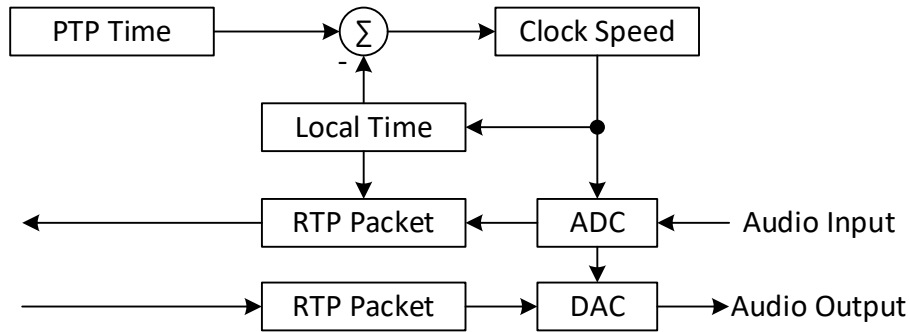 PTP Time
Σ
Clock Speed
-
Local Time
RTP Packet
ADC
Audio Input
RTP Packet
DAC
Audio Output